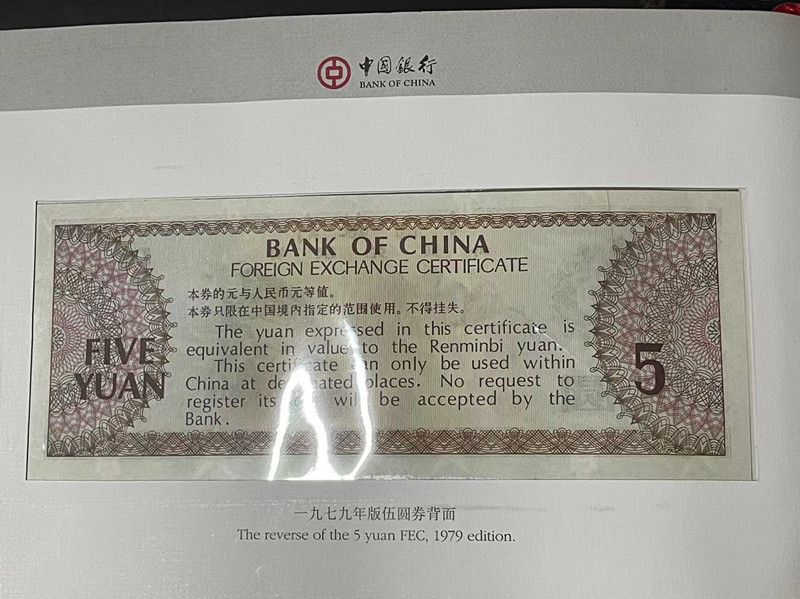 中国銀行
BANK OF CHINA
BANK OF CHINA
FOREIGN EXCHANGE CERTIFICATE
本券的元与人民币元等值。
本券只限在中国境内指定的范围使用。不得挂失。
The yuan expressed in this certificate is
equivalent in value to the Renminbi yuan.
This certificate can only be used within
China at designated places. No request to
register its will be accepted by the
Bank.
FIVE
YUAN
5
一九七九年版伍圆券背面
The reverse of the 5 yuan FEC, 1979 edition.